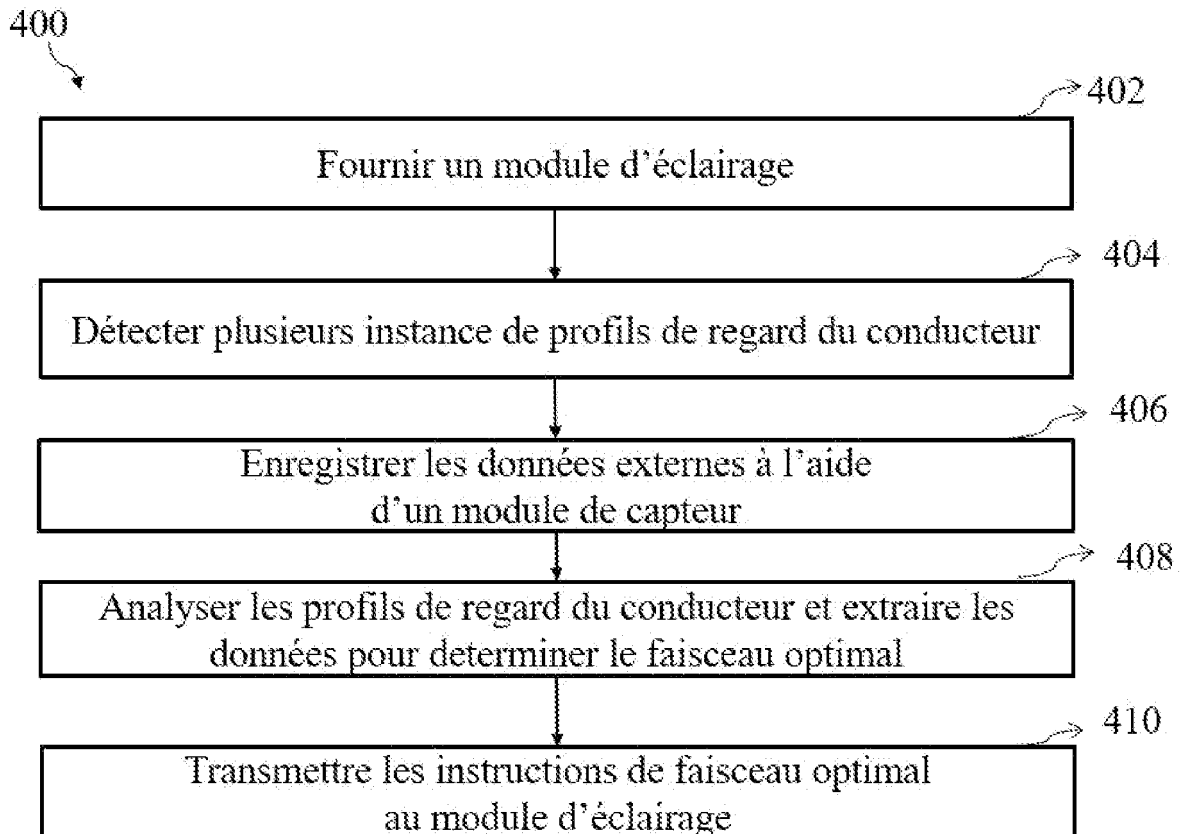 400
402
Fournir un module d'éclairage
404
Détecter plusieurs instance de profils de regard du conducteur
406
Enregistrer les données externes à l'aide
d'un module de capteur
408
Analyser les profils de regard du conducteur et extraire les
données pour determiner le faisceau optimal
410
Transmettre les instructions de faisceau optimal
au module d'éclairage